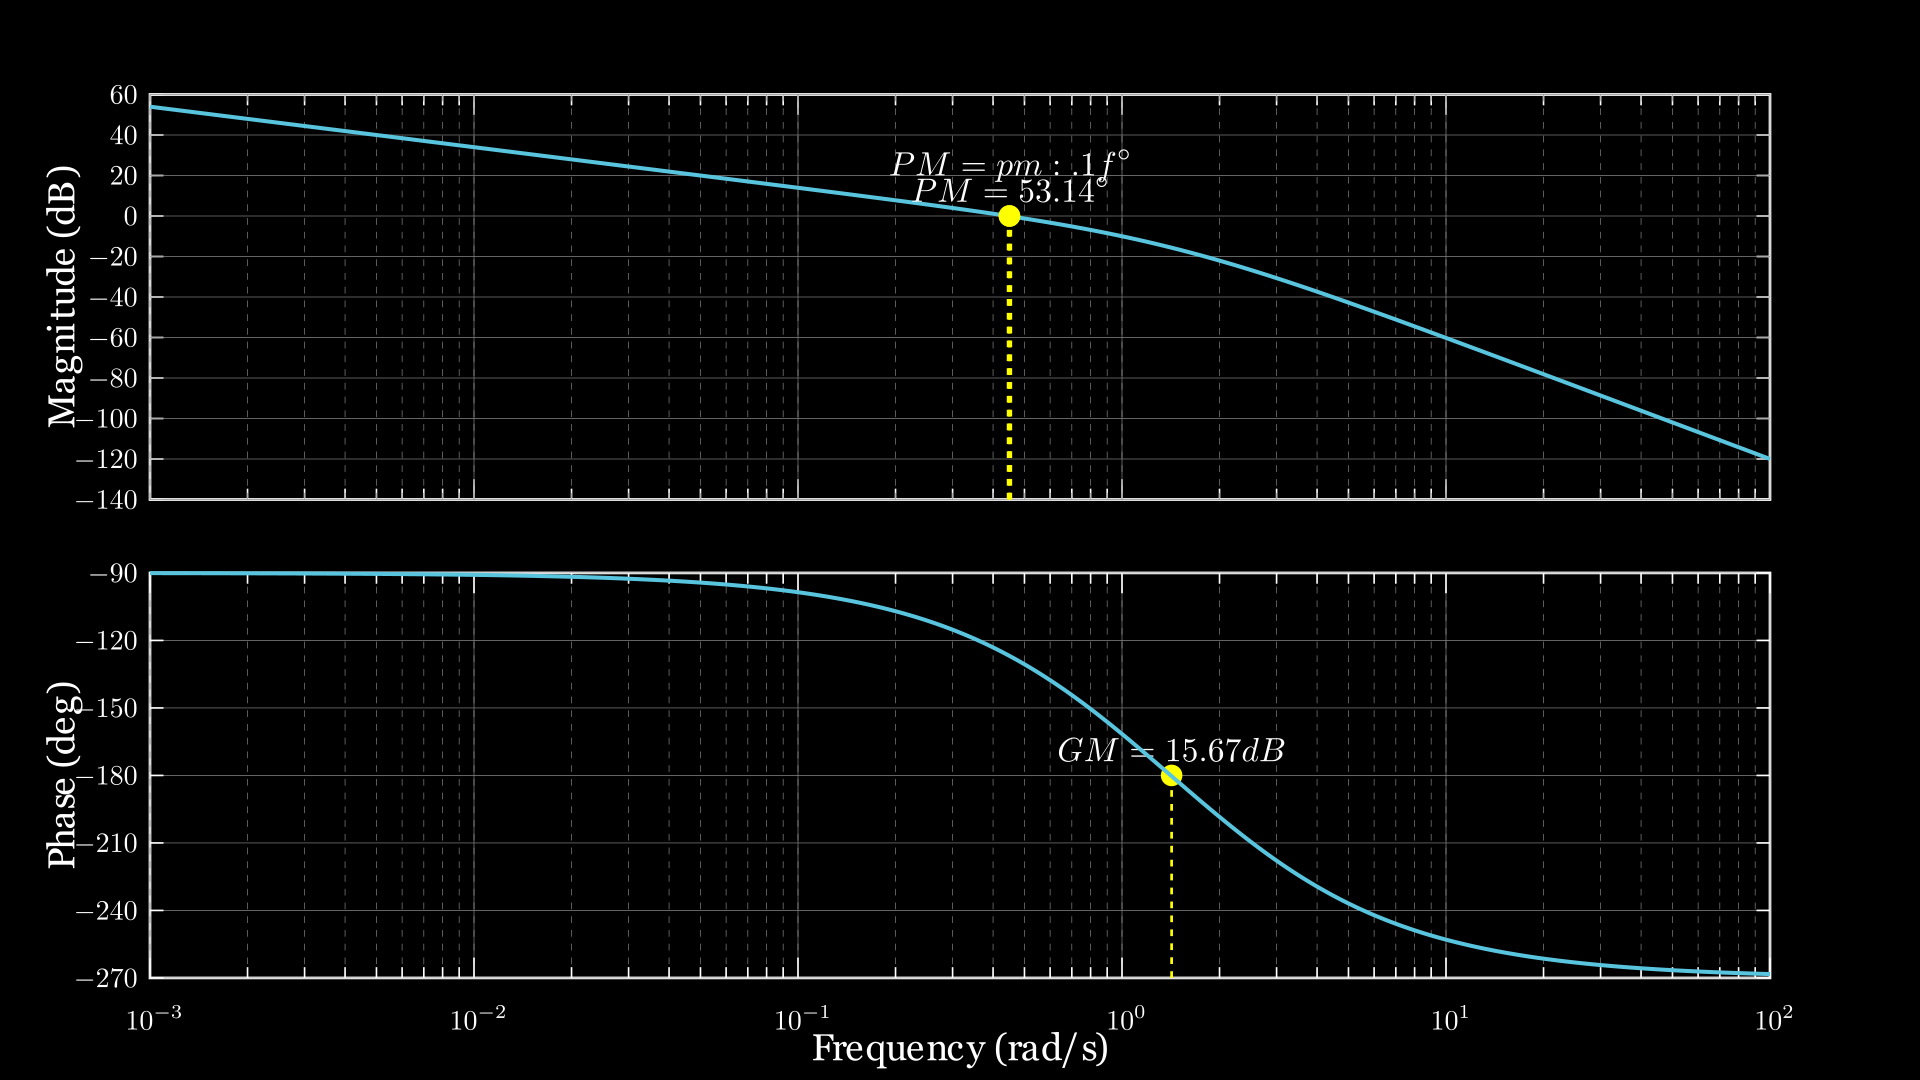 60
40
20
0
−20
−40
−60
−80
−100
−120
−140
Magnitude (dB)
PM = pm : .1f°
PM = 53.14°
−90
−120
−150
−180
−210
−240
−270
Phase (deg)
GM = 15.67dB
10⁻³ 10⁻² 10⁻¹ 10⁰ 10¹ 10²
Frequency (rad/s)